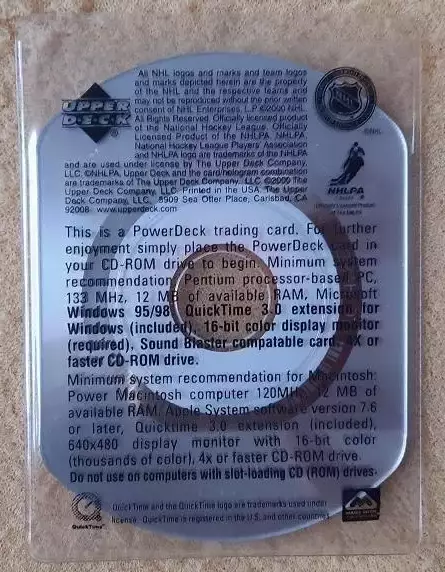 All NHL logos and marks and team logos
and marks depicted herein are the property
of the NHL and the respective teams and
may not be reproduced without the prior written
consent of NHL Enterprises, L.P ©2000 NHL.
All Rights Reserved. Officially licensed product
of the National Hockey League. Officially
Licensed Product of the NHLPA. NHLPA,
National Hockey League Players' Association
and NHLPA logo are trademarks of the NHLPA
and are used under license by The Upper Deck Company,
LLC. ©NHLPA. Upper Deck and the card/hologram combination
are trademarks of The Upper Deck Company, LLC. ©2000 The Upper
Deck Company, LLC. Printed in the USA. The Upper
Deck Company, LLC. 5909 Sea Otter Place, Carlsbad, CA
92008 www.upperdeck.com
UPPER
DECK
NHL
©NHL
NHLPA
This is a PowerDeck trading card. For further
enjoyment simply place the PowerDeck card in
your CD-ROM drive to begin. Minimum system
recommendation: Pentium processor-based PC,
133 MHz, 12 MB of available RAM, Microsoft
Windows 95/98, QuickTime 3.0 extension for
Windows (included), 16-bit color display monitor
(required), Sound Blaster compatable card, 4X or
faster CD-ROM drive.
Minimum system recommendation for Macintosh:
Power Macintosh computer 120MHz, 12 MB of
available RAM, Apple System software version 7.6
or later, Quicktime 3.0 extension (included),
640x480 display monitor with 16-bit color
(thousands of color), 4x or faster CD-ROM drive.
Do not use on computers with slot-loading CD (ROM) drives.
QuickTime
QuickTime and the QuickTime logo are trademarks used under
license. QuickTime is registered in the U.S. and other countries.